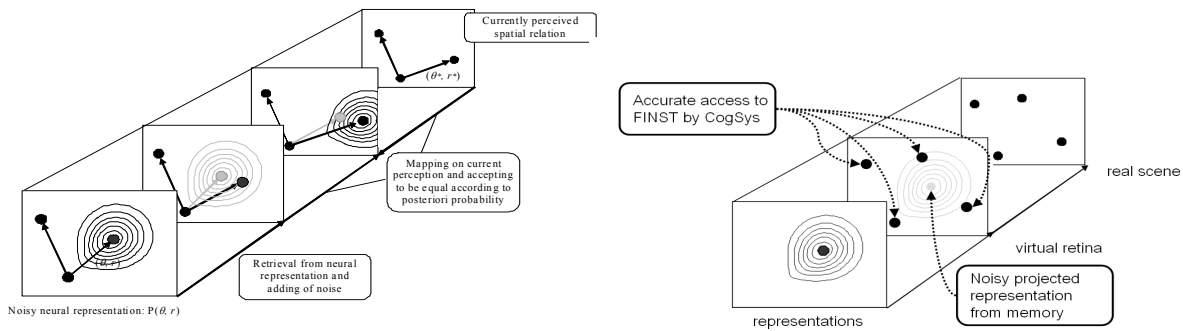 Currently perceived
spatial relation
(θ*, r*)
Mapping on current
perception and accepting
to be equal according to
posteriori probability
(θ, r)
Retrieval from neural
representation and
adding of noise
Noisy neural representation: P(θ, r)
Accurate access to
FINST by CogSys
real scene
virtual retina
Noisy projected
representation
from memory
representations